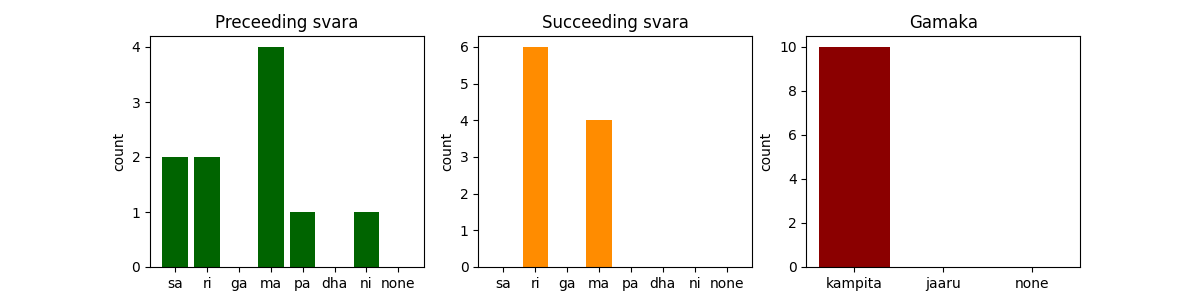 Preceeding svara
count
4
3
2
1
0
sa ri ga ma pa dha ni none
Succeeding svara
count
6
5
4
3
2
1
0
sa ri ga ma pa dha ni none
Gamaka
count
10
8
6
4
2
0
kampita jaaru none